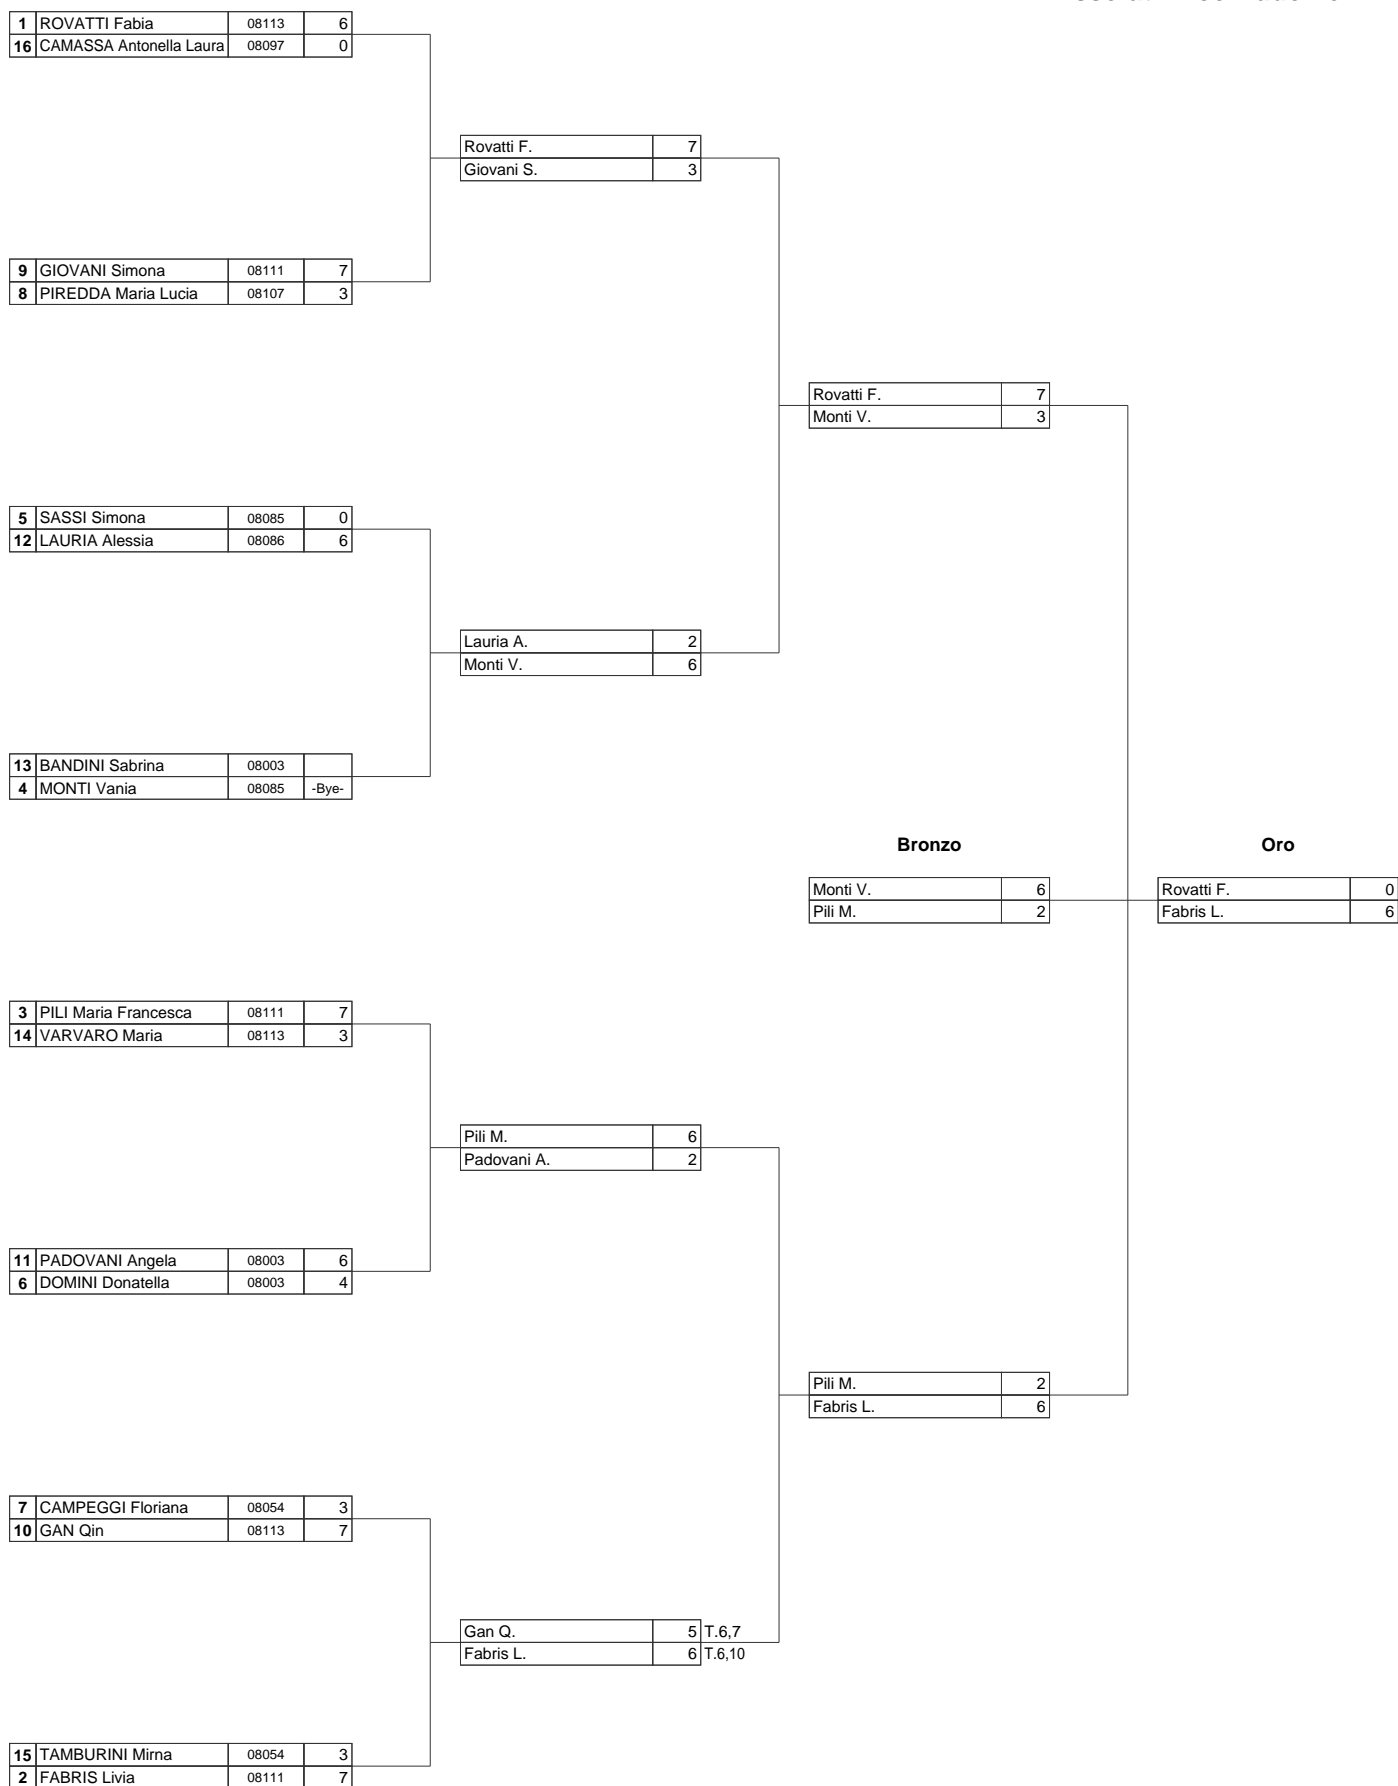 1 ROVATTI Fabia 08113 6
16 CAMASSA Antonella Laura 08097 0
Rovatti F. 7
Giovani S. 3
9 GIOVANI Simona 08111 7
8 PIREDDA Maria Lucia 08107 3
Rovatti F. 7
Monti V. 3
5 SASSI Simona 08085 0
12 LAURIA Alessia 08086 6
Lauria A. 2
Monti V. 6
13 BANDINI Sabrina 08003
4 MONTI Vania 08085 -Bye-
Bronzo Oro
Monti V. 6 Rovatti F. 0
Pili M. 2 Fabris L. 6
3 PILI Maria Francesca 08111 7
14 VARVARO Maria 08113 3
Pili M. 6
Padovani A. 2
11 PADOVANI Angela 08003 6
6 DOMINI Donatella 08003 4
Pili M. 2
Fabris L. 6
7 CAMPEGGI Floriana 08054 3
10 GAN Qin 08113 7
Gan Q. 5 T.6,7
Fabris L. 6 T.6,10
15 TAMBURINI Mirna 08054 3
2 FABRIS Livia 08111 7